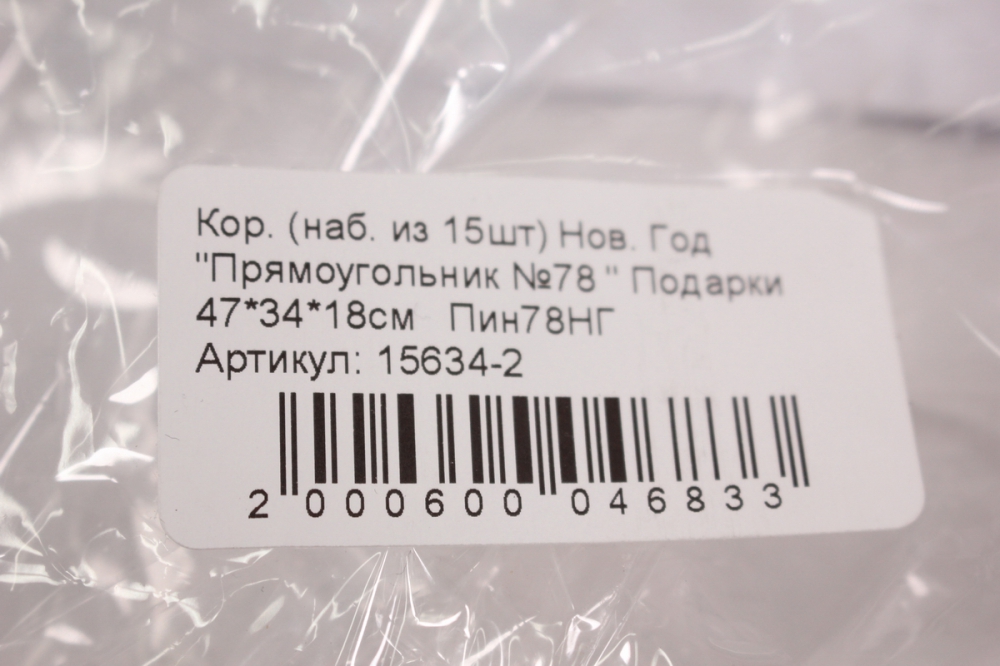 Кор. (наб. из 15шт) Нов. Год
"Прямоугольник №78 " Подарки
47*34*18см Пин78НГ
Артикул: 15634-2
2 000600 046833